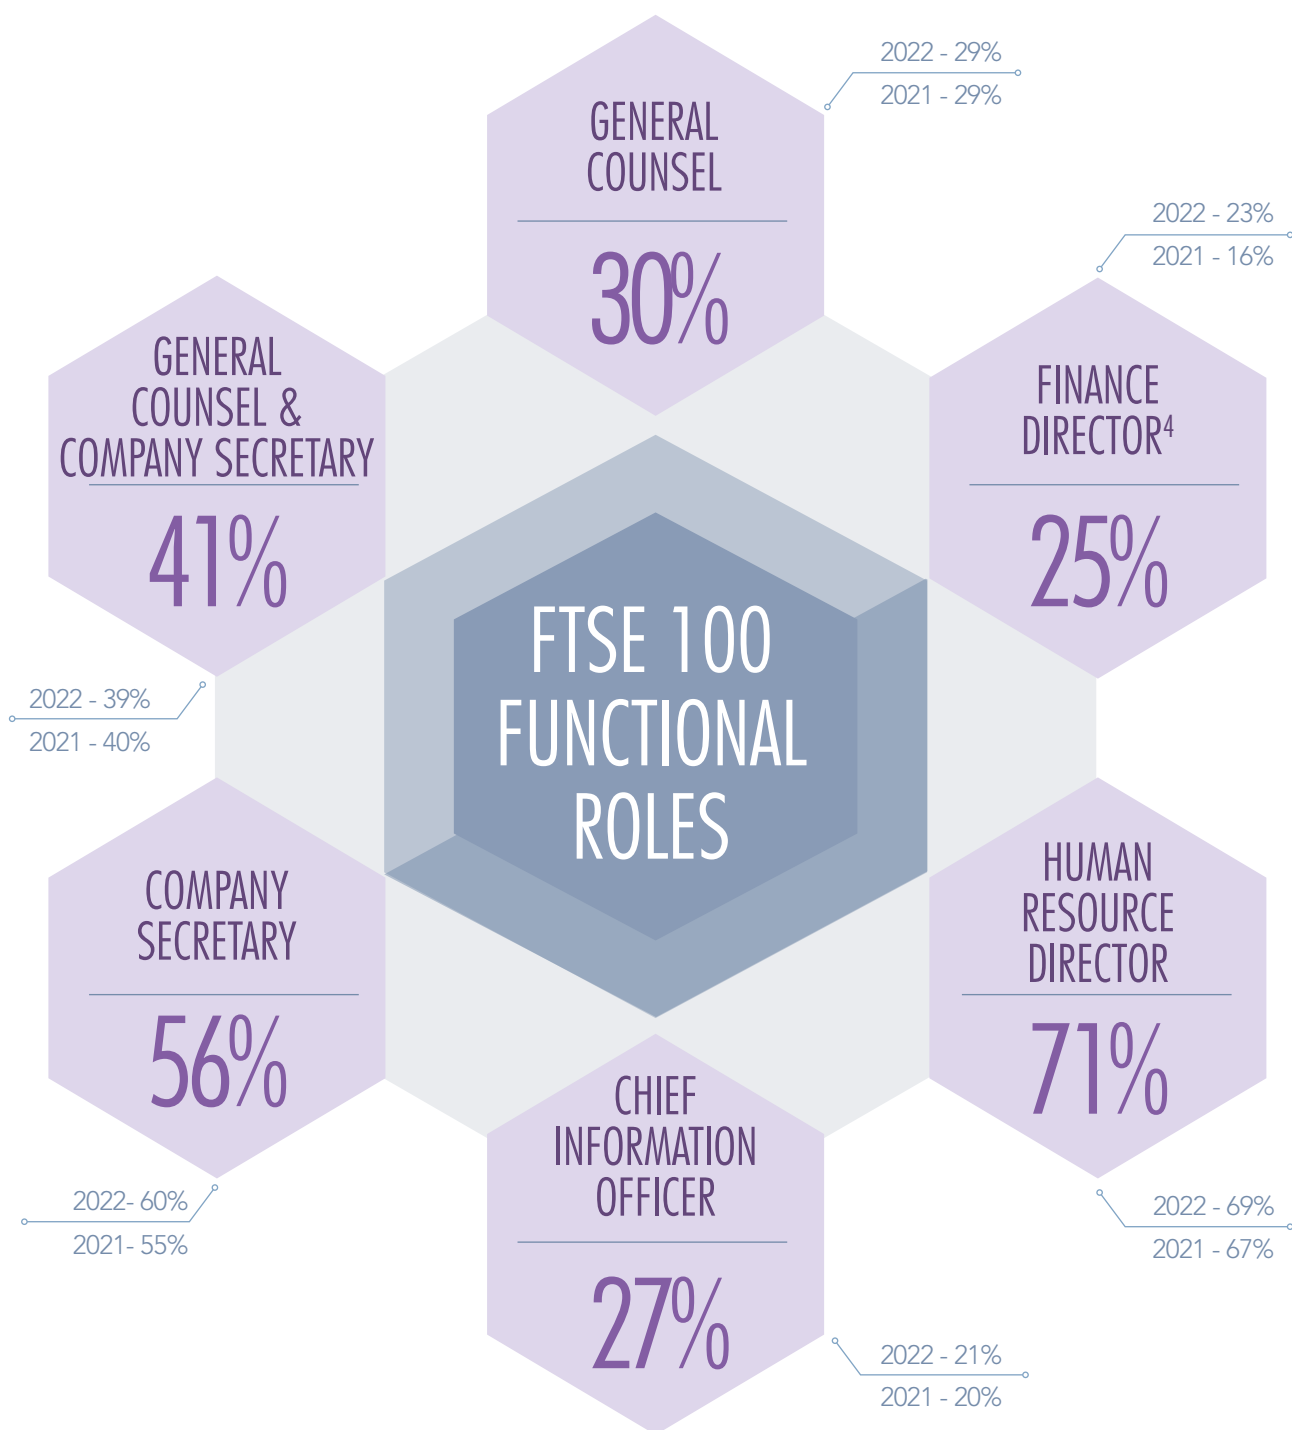 2022 - 29%
2021 - 29%
GENERAL
COUNSEL
30%
2022 - 23%
2021 - 16%
FINANCE
DIRECTOR⁴
25%
GENERAL
COUNSEL &
COMPANY SECRETARY
41%
2022 - 39%
2021 - 40%
FTSE 100
FUNCTIONAL
ROLES
COMPANY
SECRETARY
56%
2022- 60%
2021- 55%
HUMAN
RESOURCE
DIRECTOR
71%
2022 - 69%
2021 - 67%
CHIEF
INFORMATION
OFFICER
27%
2022 - 21%
2021 - 20%